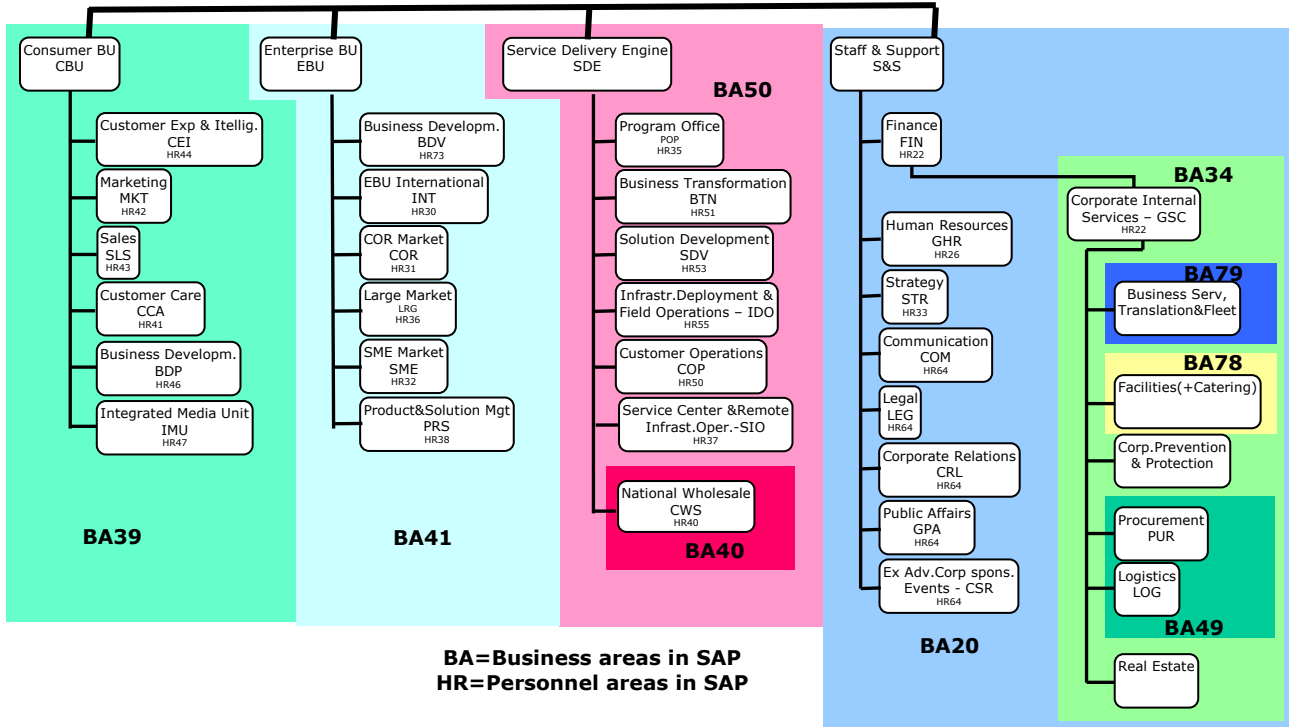 Consumer BU
CBU
Customer Exp & Itellig.
CEI
HR44
Marketing
MKT
HR42
Sales
SLS
HR43
Customer Care
CCA
HR41
Business Developm.
BDP
HR46
Integrated Media Unit
IMU
HR47
BA39
Enterprise BU
EBU
Business Developm.
BDV
HR73
EBU International
INT
HR30
COR Market
COR
HR31
Large Market
LRG
HR36
SME Market
SME
HR32
Product&Solution Mgt
PRS
HR38
BA41
Service Delivery Engine
SDE
BA50
Program Office
POP
HR35
Business Transformation
BTN
HR51
Solution Development
SDV
HR53
Infrastr.Deployment &
Field Operations – IDO
HR55
Customer Operations
COP
HR50
Service Center &Remote
Infrast.Oper.-SIO
HR37
National Wholesale
CWS
HR40
BA40
Staff & Support
S&S
Finance
FIN
HR22
Human Resources
GHR
HR26
Strategy
STR
HR33
Communication
COM
HR64
Legal
LEG
HR64
Corporate Relations
CRL
HR64
Public Affairs
GPA
HR64
Ex Adv.Corp spons.
Events - CSR
HR64
BA20
BA34
Corporate Internal
Services – GSC
HR22
BA79
Business Serv,
Translation&Fleet
BA78
Facilities(+Catering)
Corp.Prevention
& Protection
Procurement
PUR
Logistics
LOG
BA49
Real Estate
BA=Business areas in SAP
HR=Personnel areas in SAP